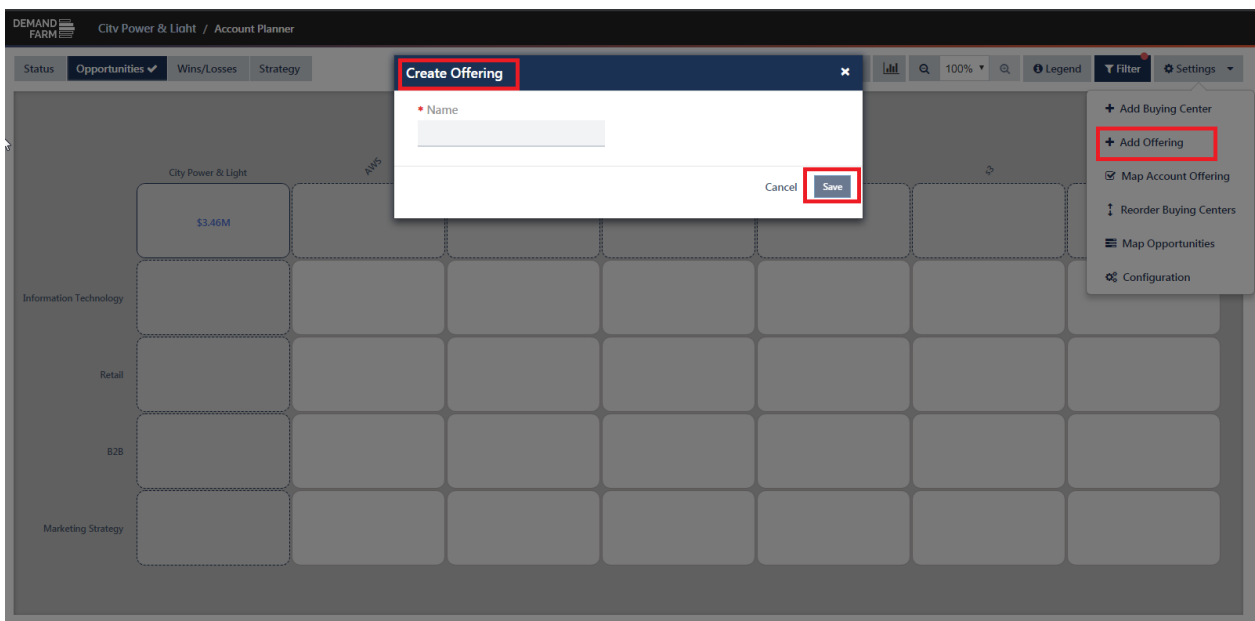 DEMAND
FARM
City Power & Light / Account Planner
Status Opportunities Wins/Losses Strategy
Create Offering
100%
Legend
Filter
Settings
* Name
Cancel
Save
+ Add Buying Center
+ Add Offering
Map Account Offering
Reorder Buying Centers
Map Opportunities
Configuration
City Power & Light
AWS
$3.46M
Information Technology
Retail
B2B
Marketing Strategy